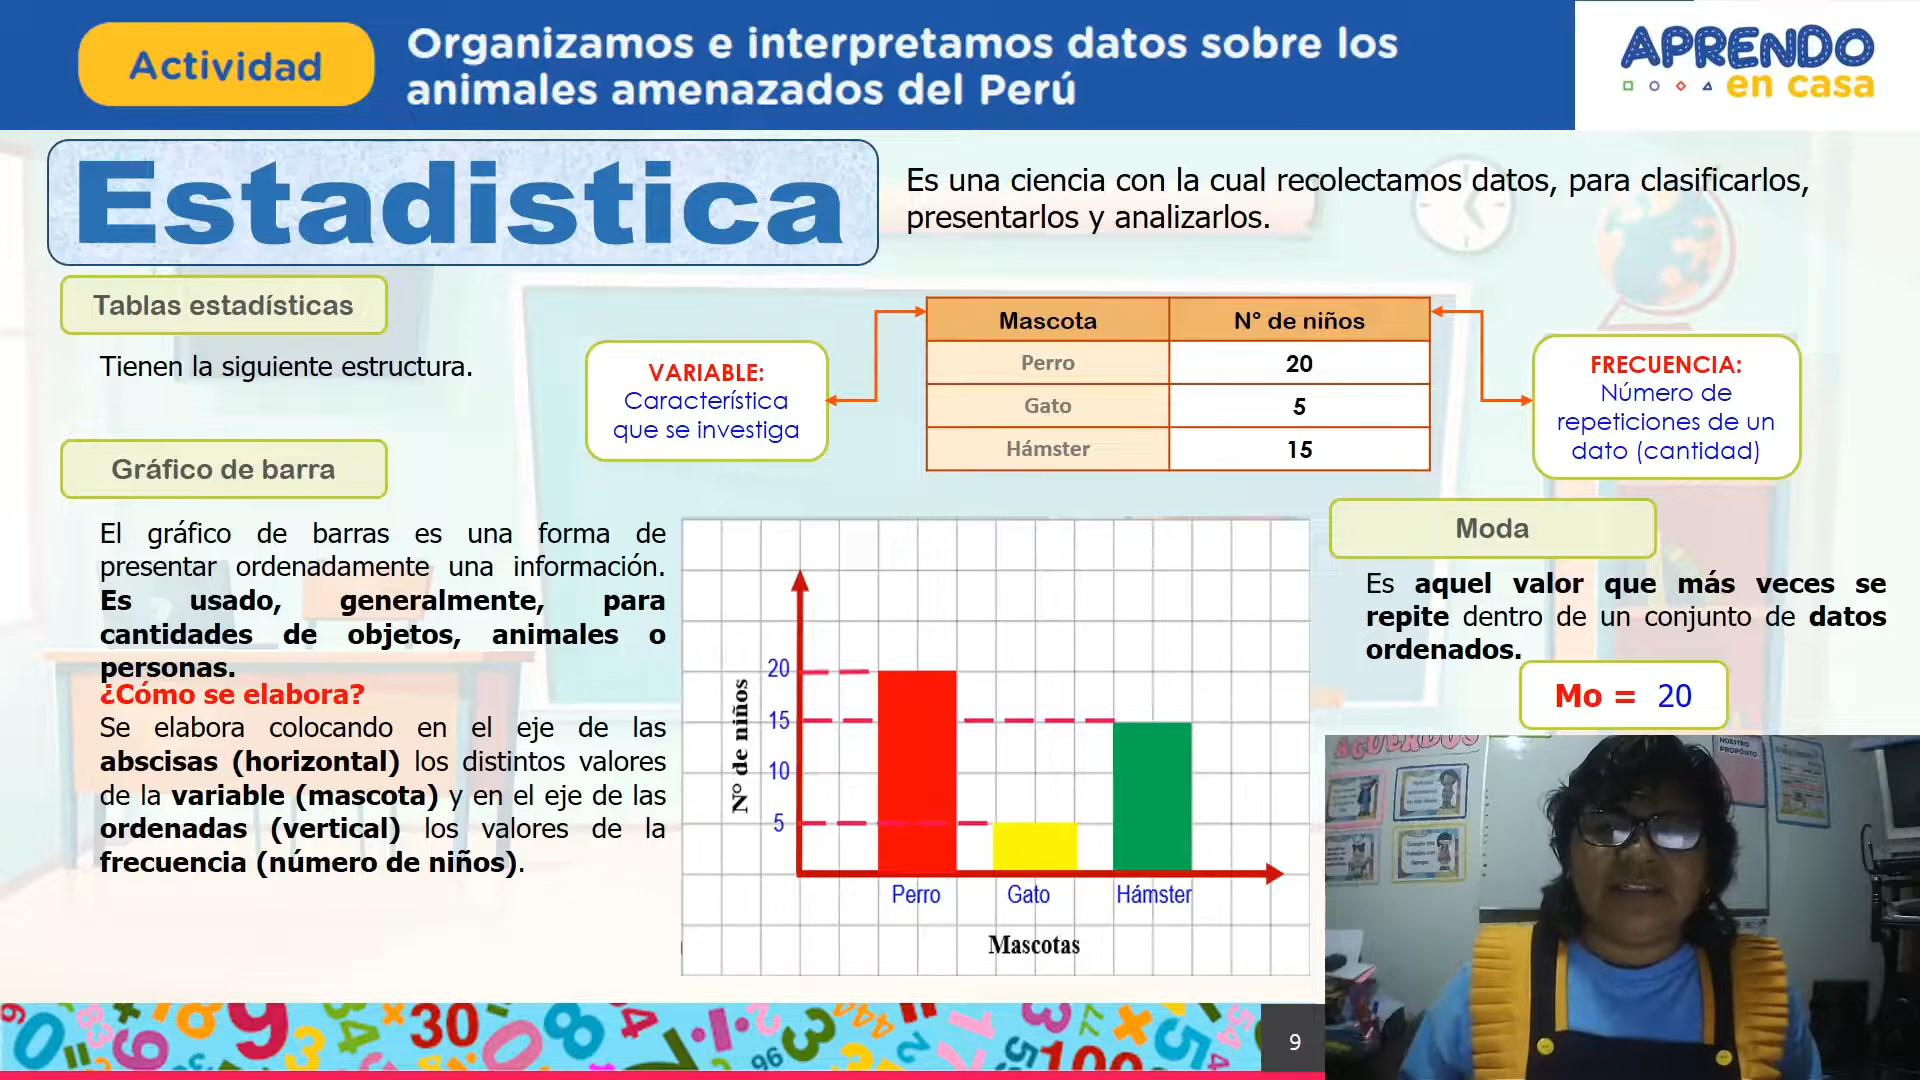 Actividad
Organizamos e interpretamos datos sobre los
animales amenazados del Perú
APRENDO
en casa
Estadistica
Es una ciencia con la cual recolectamos datos, para clasificarlos,
presentarlos y analizarlos.
Tablas estadísticas
Tienen la siguiente estructura.
VARIABLE:
Característica
que se investiga
Mascota N° de niños
Perro 20
Gato 5
Hámster 15
FRECUENCIA:
Número de
repeticiones de un
dato (cantidad)
Gráfico de barra
El gráfico de barras es una forma de
presentar ordenadamente una información.
Es usado, generalmente, para
cantidades de objetos, animales o
personas.
¿Cómo se elabora?
Se elabora colocando en el eje de las
abscisas (horizontal) los distintos valores
de la variable (mascota) y en el eje de las
ordenadas (vertical) los valores de la
frecuencia (número de niños).
N° de niños
20
15
10
5
Perro Gato Hámster
Mascotas
Moda
Es aquel valor que más veces se
repite dentro de un conjunto de datos
ordenados.
Mo = 20
ACUERDOS
NUESTRO
PROPÓSITO
9